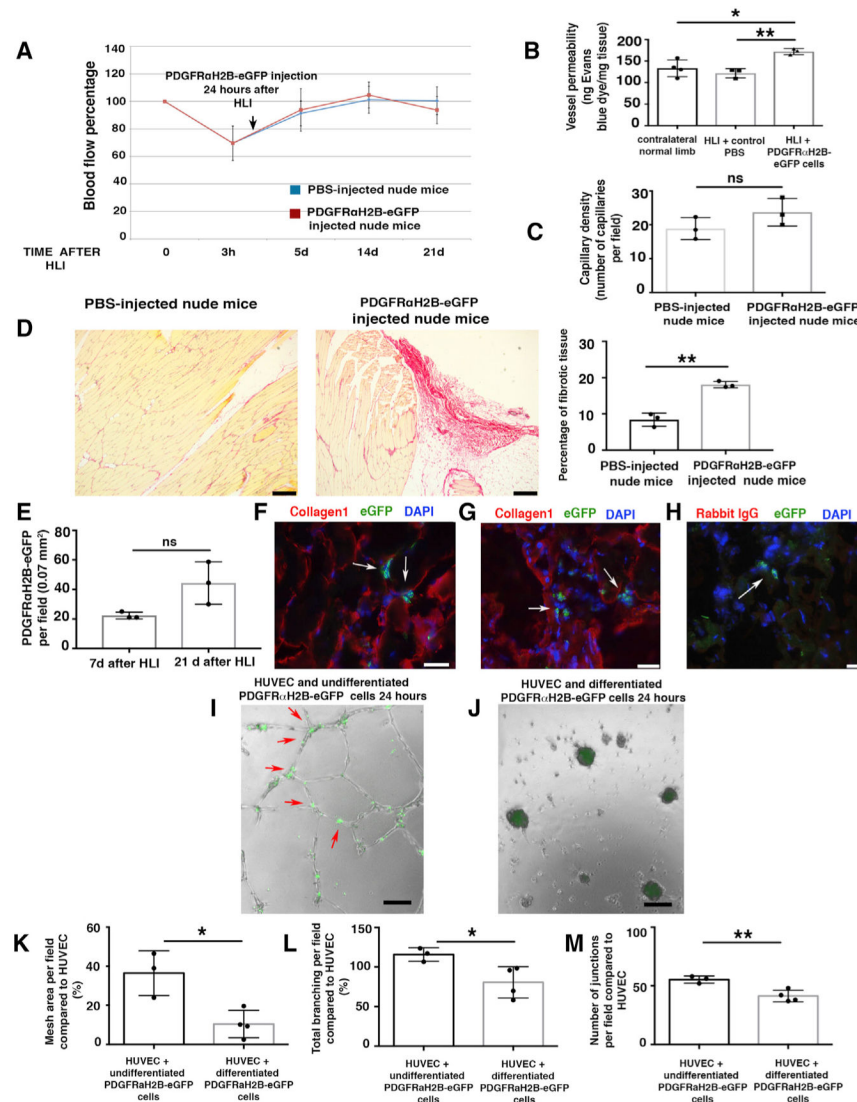 A
Blood flow percentage
140
120
100
80
60
40
20
0
PDGFRαH2B-eGFP injection
24 hours after
HLI
PBS-injected nude mice
PDGFRαH2B-eGFP
injected nude mice
TIME AFTER
HLI
0
3h
5d
14d
21d
B
Vessel permeability
(ng Evans
blue dye/mg tissue)
200
150
100
50
0
*
**
contralateral
normal limb
HLI + control
PBS
HLI +
PDGFRαH2B-
eGFP cells
C
Capillary density
(number of capillaries
per field)
30
20
10
0
ns
PBS-injected
nude mice
PDGFRαH2B-eGFP
injected nude mice
D
PBS-injected nude mice
PDGFRαH2B-eGFP
injected nude mice
Percentage of fibrotic tissue
30
20
10
0
**
PBS-injected
nude mice
PDGFRαH2B-eGFP
injected nude mice
E
PDGFRαH2B-eGFP
per field (0.07 mm²)
80
60
40
20
0
ns
7d after HLI
21 d after HLI
F
Collagen1 eGFP DAPI
G
Collagen1 eGFP DAPI
H
Rabbit IgG eGFP DAPI
HUVEC and undifferentiated
PDGFRαH2B-eGFP cells 24 hours
I
HUVEC and differentiated
PDGFRαH2B-eGFP cells 24 hours
J
K
Mesh area per field
compared to HUVEC
(%)
60
40
20
0
*
HUVEC +
undifferentiated
PDGFRaH2B-eGFP
cells
HUVEC +
differentiated
PDGFRaH2B-eGFP
cells
L
Total branching per field
compared to HUVEC
(%)
150
100
50
0
*
HUVEC +
undifferentiated
PDGFRaH2B-eGFP
cells
HUVEC +
differentiated
PDGFRaH2B-eGFP
cells
M
Number of junctions
per field compared to
HUVEC
100
50
0
**
HUVEC +
undifferentiated
PDGFRaH2B-eGFP
cells
HUVEC +
differentiated
PDGFRaH2B-eGFP
cells